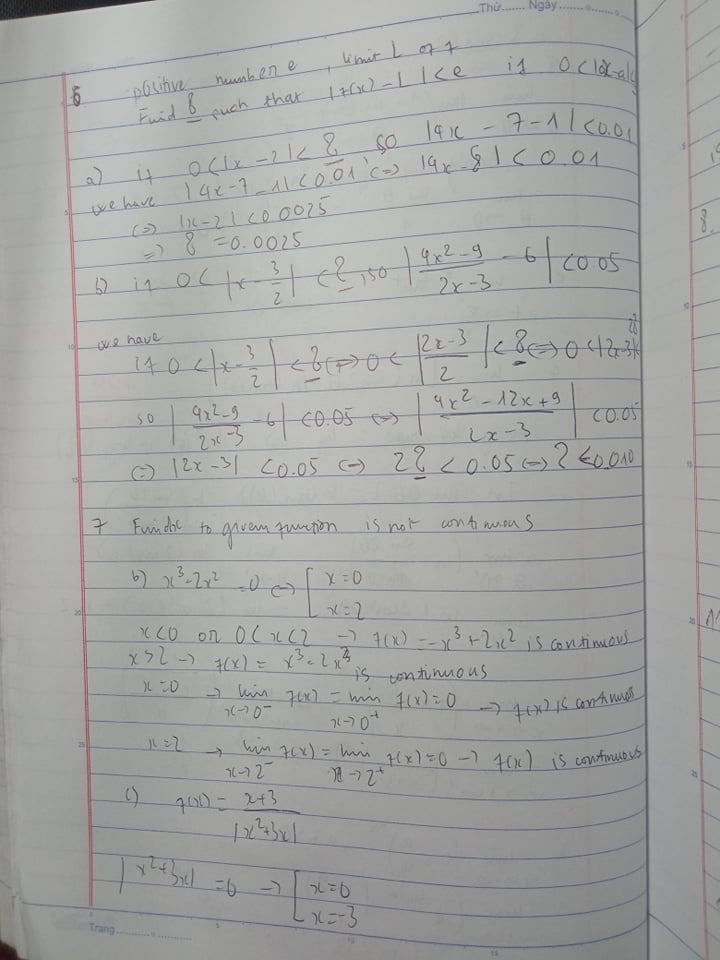 Thứ....... Ngày.......
6 positive number e, limit L of f
Find δ such that |f(x) - L| < e if 0 < |x-a| <
a) if 0 < |x - 2| < δ so |4x - 7 - 1| < 0.01
we have |4x - 7 - 1| < 0.01 <=> |4x - 8| < 0.01
<=> |x - 2| < 0.0025
=> δ = 0.0025
b) if 0 < |x - 3/2| < δ, so |(4x2 - 9)/(2x - 3) - 6| < 0.05
we have
if 0 < |x - 3/2| < δ <=> 0 < |(2x - 3)/2| < δ <=> 0 < |2x - 3| < 2δ
so |(4x2 - 9)/(2x - 3) - 6| < 0.05 <=> |(4x2 - 12x + 9)/(2x - 3)| < 0.05
<=> |2x - 3| < 0.05 <=> 2δ < 0.05 <=> δ <
7 given function is not continuous
b) x³ - 2x² = 0 <=> [ x = 0
x = 2
x < 0 or 0 < x < 2 → f(x) = -x³ + 2x² is continuous
x > 2 → f(x) = x³ - 2x² is continuous
x = 0 → lim f(x) = lim f(x) = 0 → f(x) is continuous
x→0⁻ x→0⁺
x = 2 → lim f(x) = lim f(x) = 0 → f(x) is continuous
x→2⁻ x→2⁺
c) f(x) = (x + 3)/|x² + 3x|
|x² + 3x| = 0 → [ x = 0
x = -3
Trang..............